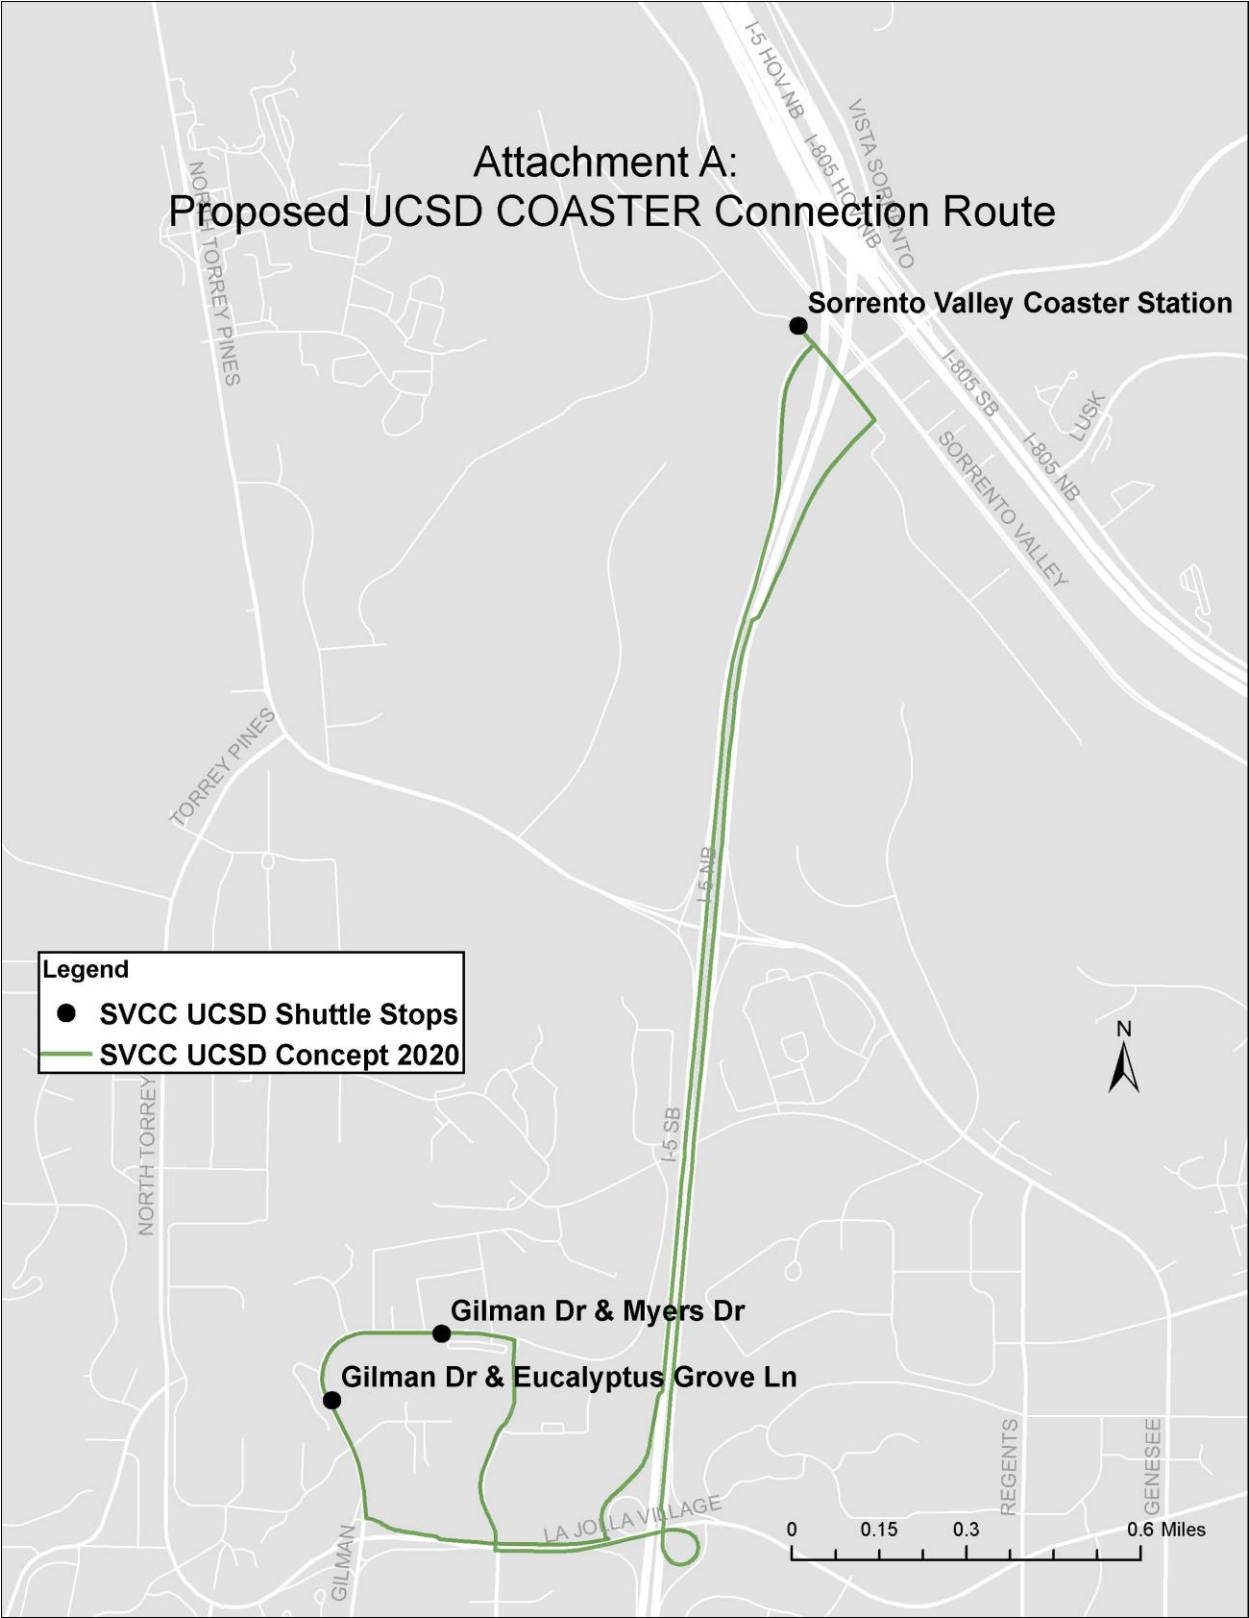 Attachment A:
Proposed UCSD COASTER Connection Route
I-5 HOV NB
I-805 HOV NB
VISTA SORRENTO
NORTH TORREY PINES
Sorrento Valley Coaster Station
I-805 SB
LUSK
I-805 NB
SORRENTO VALLEY
TORREY PINES
I-5 NB
Legend
SVCC UCSD Shuttle Stops
SVCC UCSD Concept 2020
N
NORTH TORREY
I-5 SB
Gilman Dr & Myers Dr
Gilman Dr & Eucalyptus Grove Ln
REGENTS
GENESEE
LA JOLLA VILLAGE
GILMAN
0 0.15 0.3 0.6 Miles